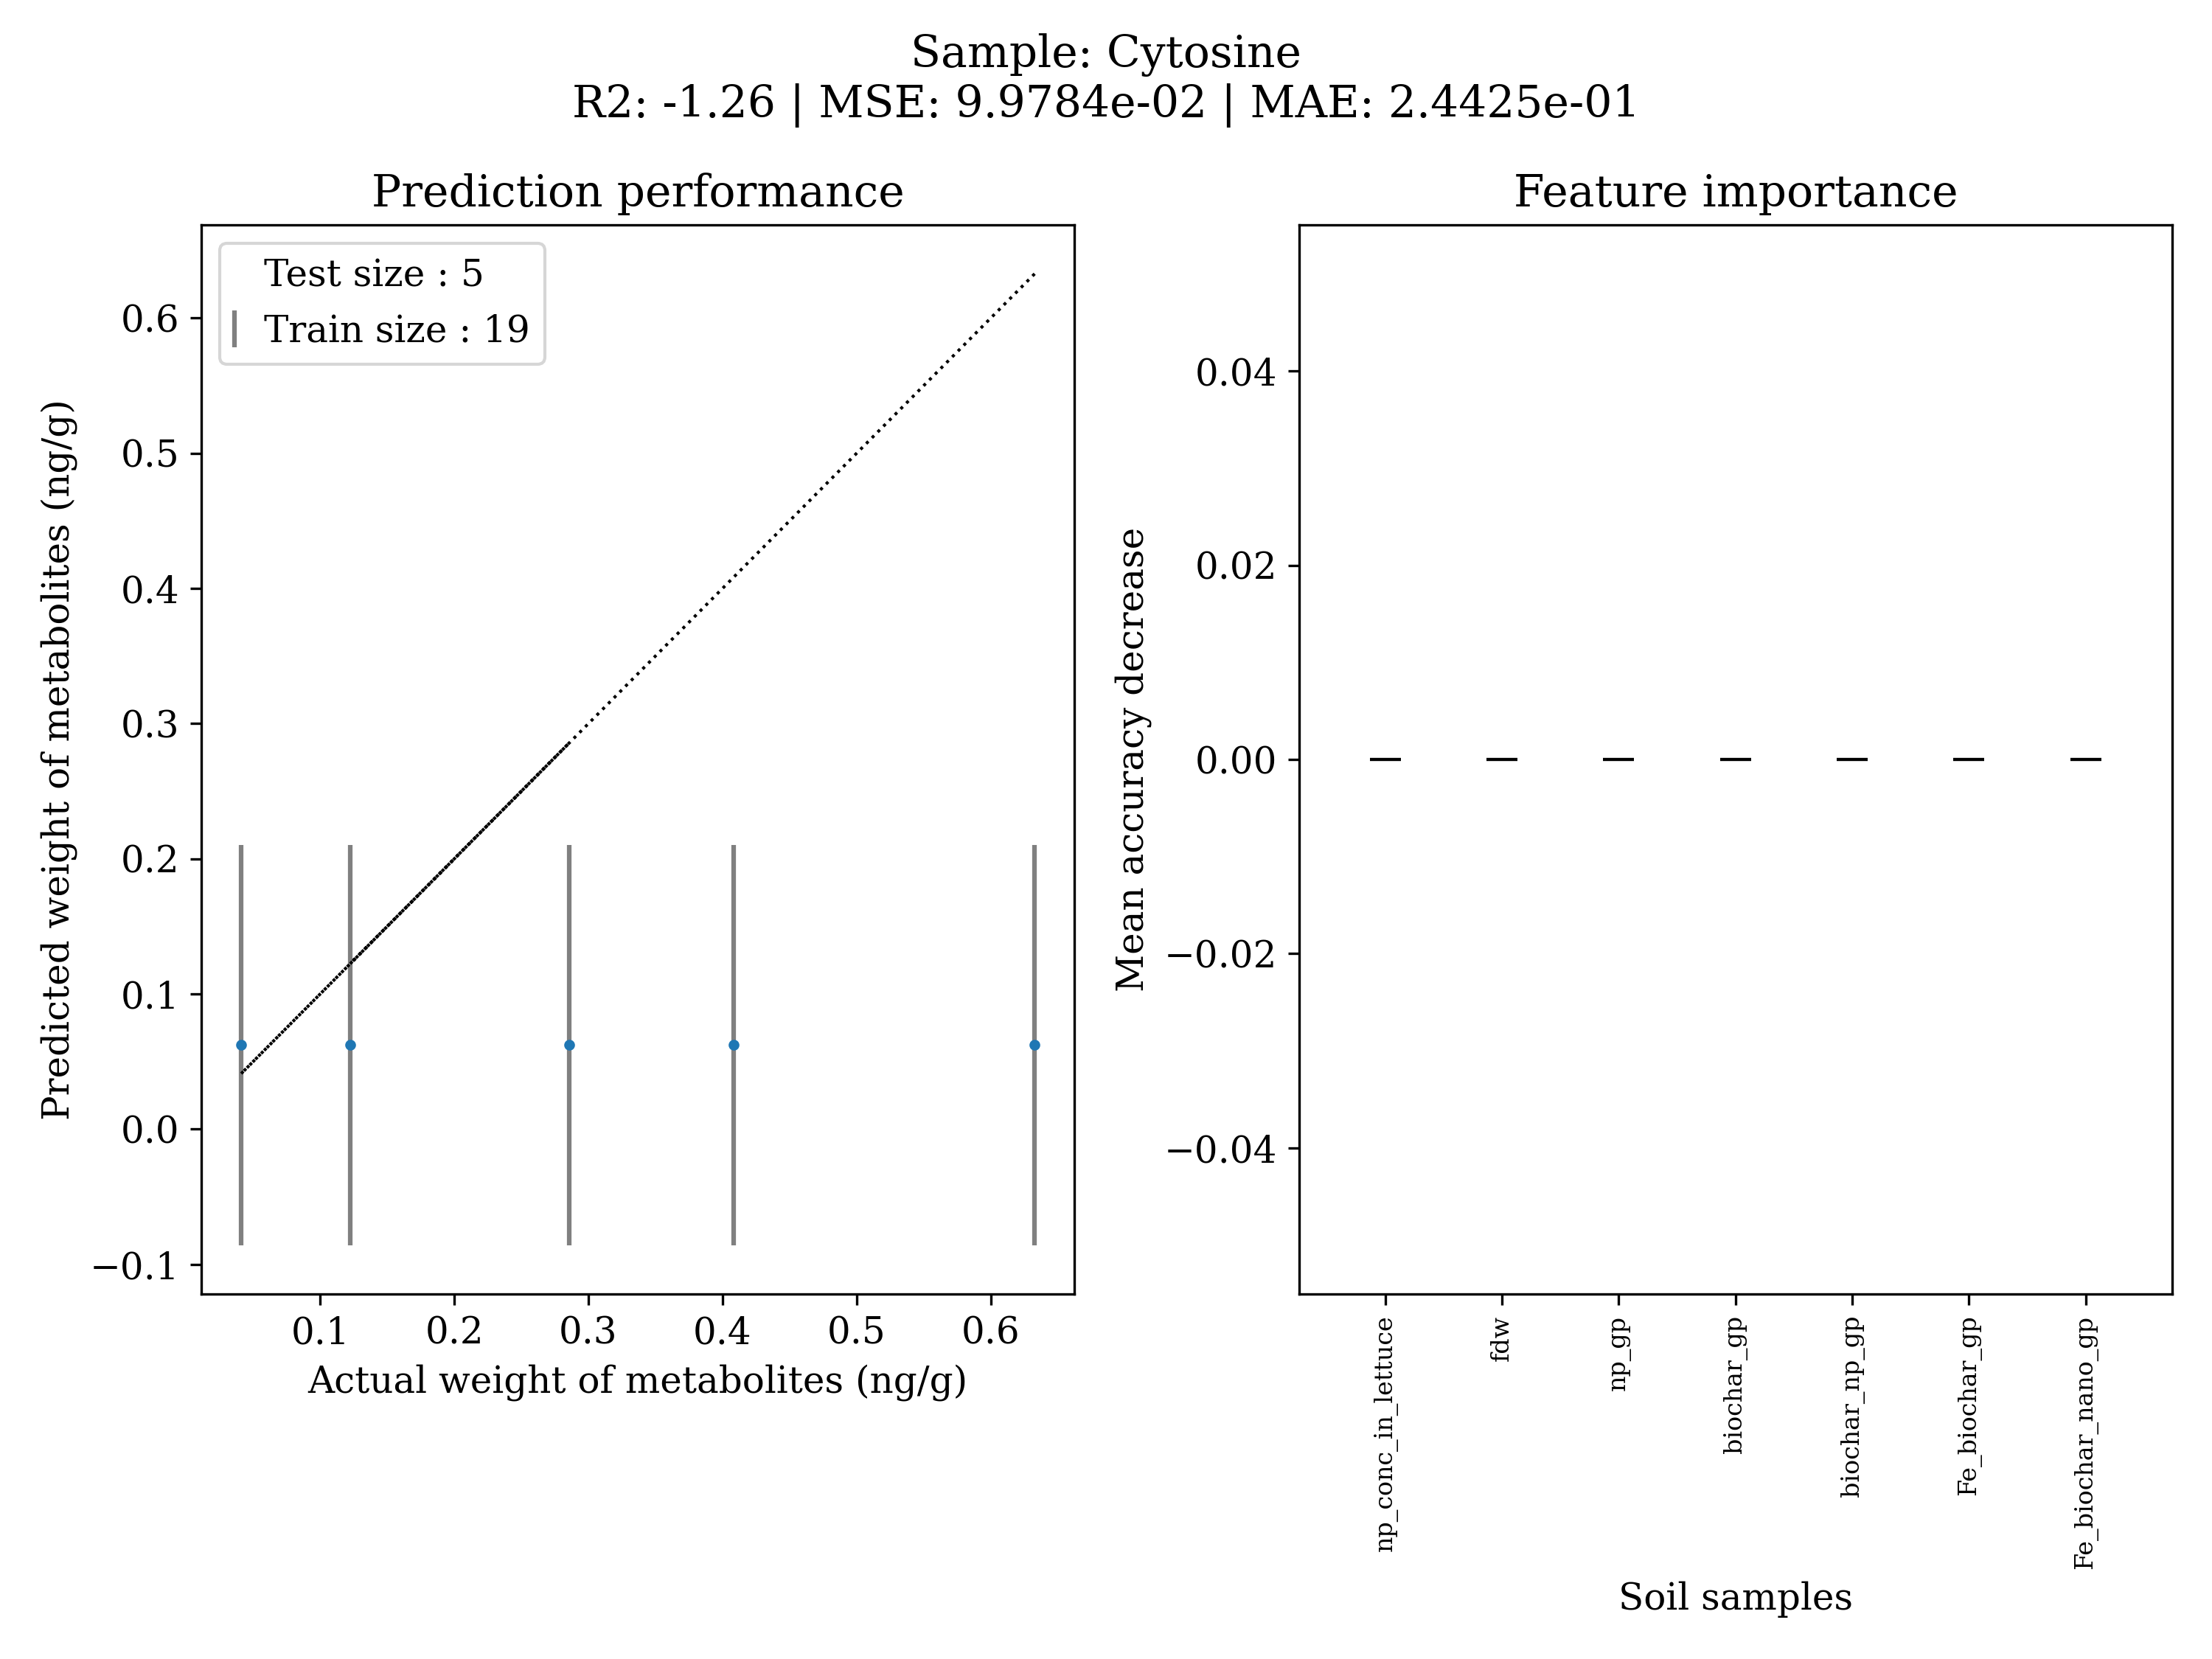 Sample: Cytosine
R2: -1.26 | MSE: 9.9784e-02 | MAE: 2.4425e-01
Prediction performance
Test size : 5
Train size : 19
0.6
0.5
0.4
0.3
0.2
0.1
0.0
−0.1
Predicted weight of metabolites (ng/g)
0.1 0.2 0.3 0.4 0.5 0.6
Actual weight of metabolites (ng/g)
Feature importance
0.04
0.02
0.00
−0.02
−0.04
Mean accuracy decrease
np_conc_in_lettuce
fdw
np_gp
biochar_gp
biochar_np_gp
Fe_biochar_gp
Fe_biochar_nano_gp
Soil samples